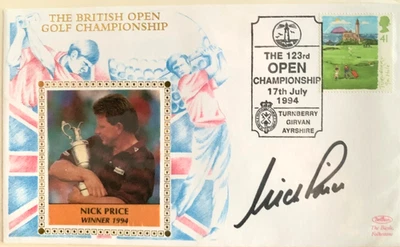 THE BRITISH OPEN
GOLF CHAMPIONSHIP
THE 123rd
OPEN
CHAMPIONSHIP
17th July
1994
TURNBERRY
GIRVAN
AYRSHIRE
41
NICK PRICE
WINNER 1994
Nick Price
Benham